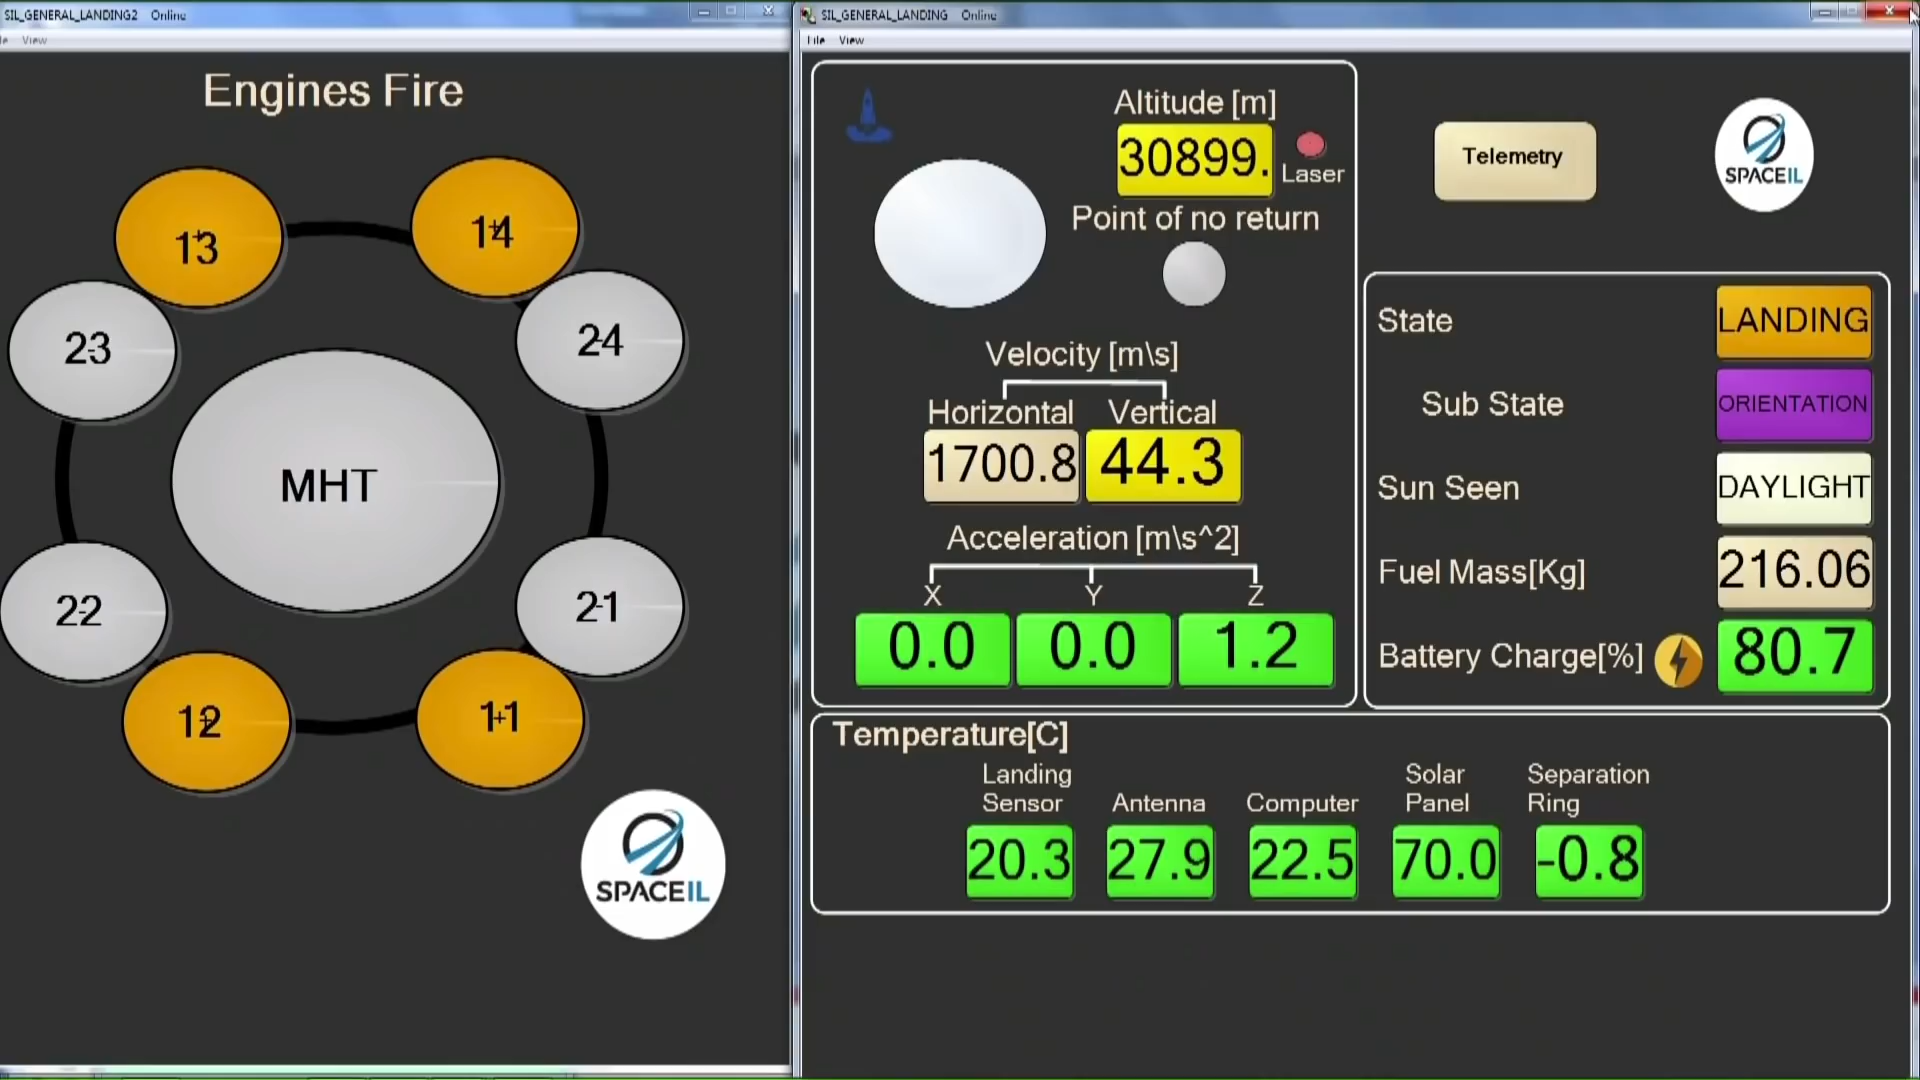 SIL_GENERAL_LANDING2 Online
View
Engines Fire
13
14
23
24
MHT
22
21
12
11
SPACEIL
SIL_GENERAL_LANDING Online
File View
Altitude [m]
30899.
Laser
Point of no return
Velocity [m\s]
Horizontal Vertical
1700.8 44.3
Acceleration [m\s^2]
X Y Z
0.0 0.0 1.2
Telemetry
SPACEIL
State LANDING
Sub State ORIENTATION
Sun Seen DAYLIGHT
Fuel Mass[Kg] 216.06
Battery Charge[%] 80.7
Temperature[C]
Landing Sensor
Antenna
Computer
Solar Panel
Separation Ring
20.3 27.9 22.5 70.0 -0.8